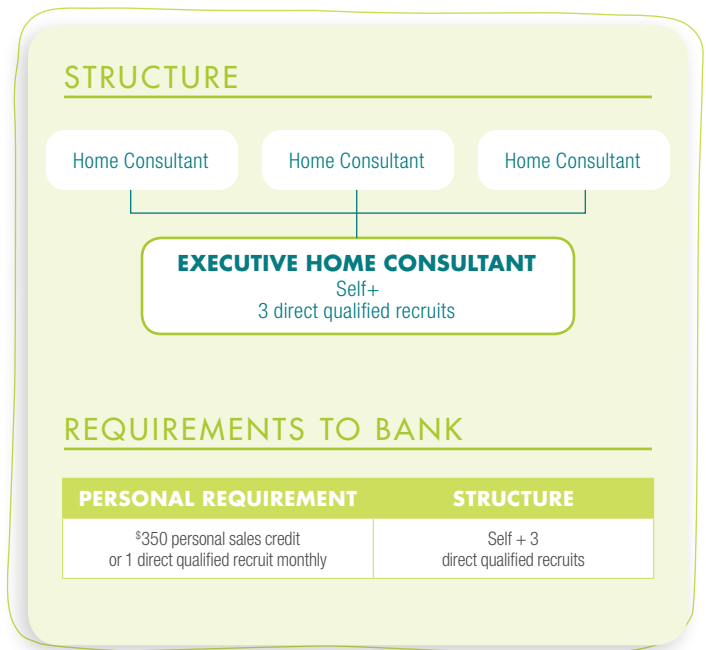 STRUCTURE
Home Consultant
Home Consultant
Home Consultant
EXECUTIVE HOME CONSULTANT
Self+
3 direct qualified recruits
REQUIREMENTS TO BANK
PERSONAL REQUIREMENT
STRUCTURE
$350 personal sales credit
or 1 direct qualified recruit monthly
Self + 3
direct qualified recruits